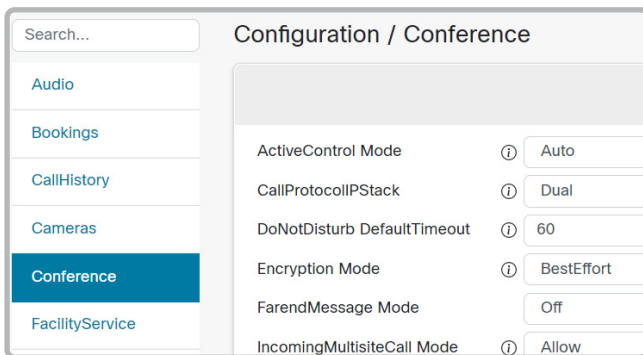 Search...
Configuration / Conference
Audio
Bookings
CallHistory
Cameras
Conference
FacilityService
ActiveControl Mode Auto
CallProtocolIPStack Dual
DoNotDisturb DefaultTimeout 60
Encryption Mode BestEffort
FarendMessage Mode Off
IncomingMultisiteCall Mode Allow